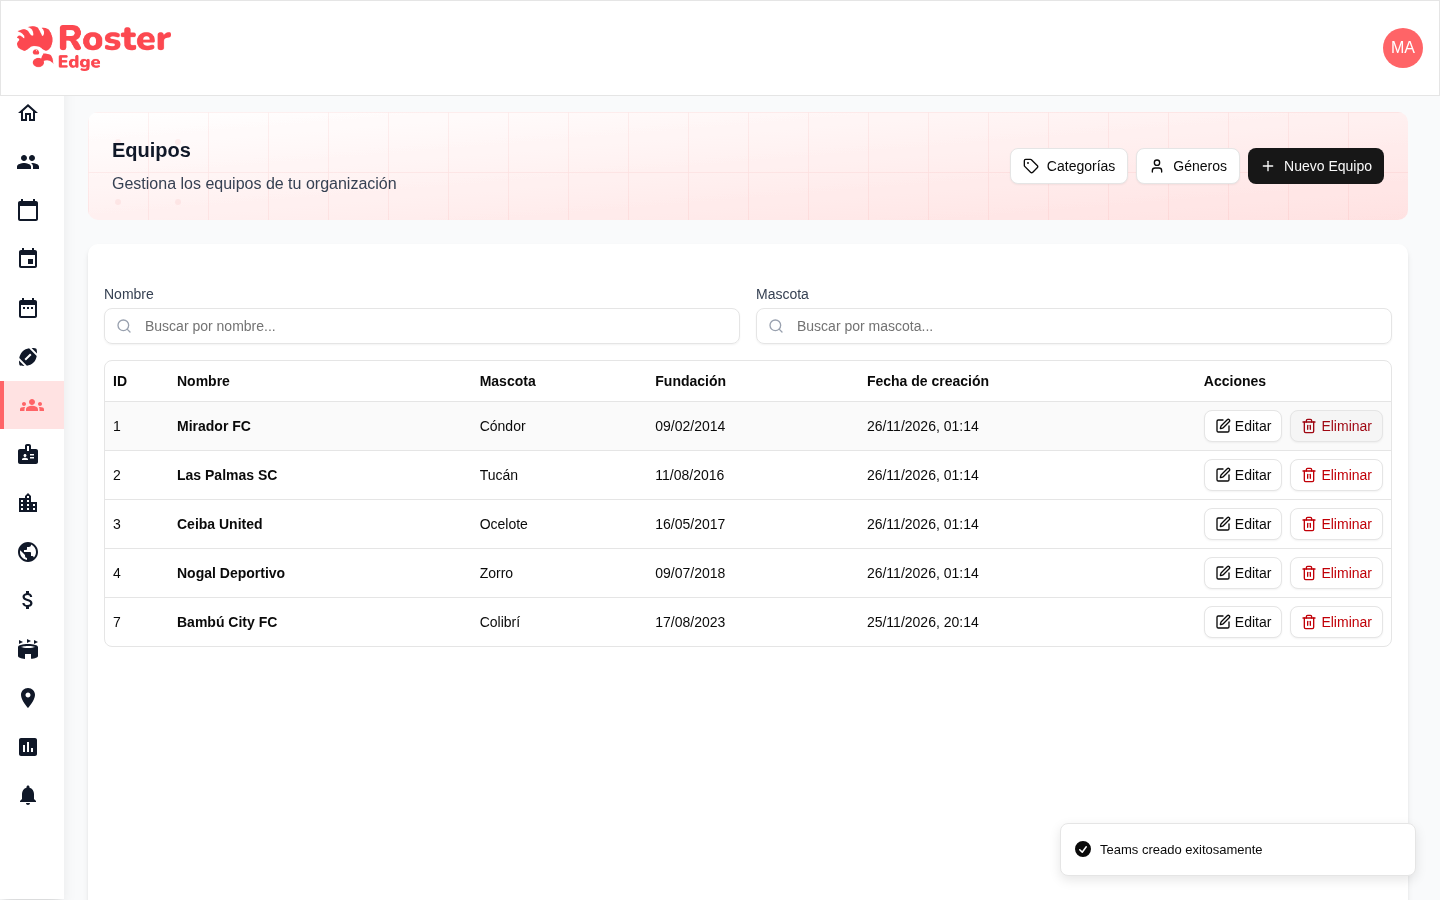 Roster
Edge
MA
Equipos
Gestiona los equipos de tu organización
Categorías
Géneros
Nuevo Equipo
Nombre
Mascota
Buscar por nombre...
Buscar por mascota...
ID Nombre Mascota Fundación Fecha de creación Acciones
1 Mirador FC Cóndor 09/02/2014 26/11/2026, 01:14 Editar Eliminar
2 Las Palmas SC Tucán 11/08/2016 26/11/2026, 01:14 Editar Eliminar
3 Ceiba United Ocelote 16/05/2017 26/11/2026, 01:14 Editar Eliminar
4 Nogal Deportivo Zorro 09/07/2018 26/11/2026, 01:14 Editar Eliminar
7 Bambú City FC Colibrí 17/08/2023 25/11/2026, 20:14 Editar Eliminar
Teams creado exitosamente